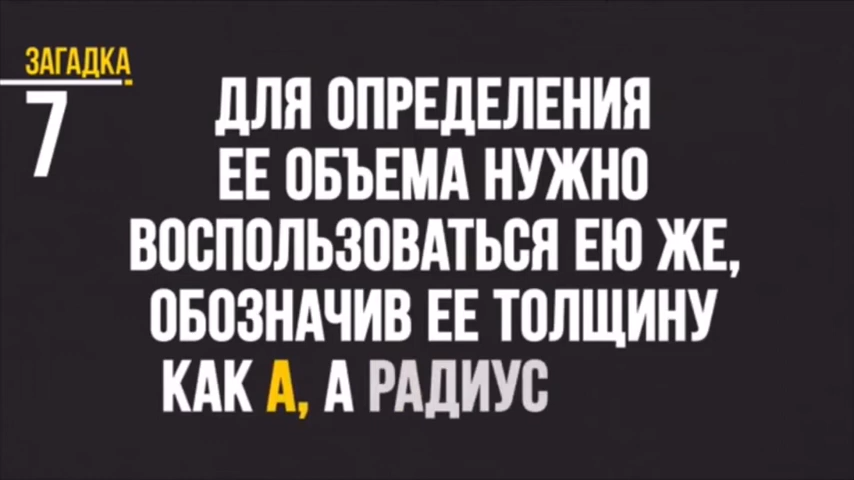 ЗАГАДКА
7
ДЛЯ ОПРЕДЕЛЕНИЯ
ЕЕ ОБЪЕМА НУЖНО
ВОСПОЛЬЗОВАТЬСЯ ЕЮ ЖЕ,
ОБОЗНАЧИВ ЕЕ ТОЛЩИНУ
КАК А, А РАДИУС